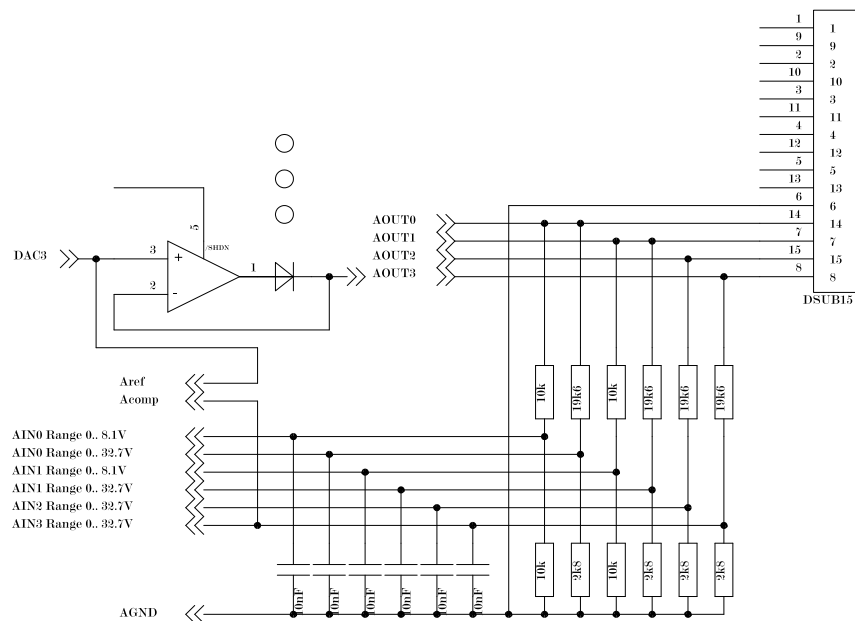 1
1
9
9
2
2
10
10
3
3
11
11
4
4
12
12
5
5
13
13
6
6
14
14
7
7
15
15
8
8
DSUB15
5
/SHDN
DAC3
3
+
1
2
-
AOUT0
AOUT1
AOUT2
AOUT3
Aref
Acomp
10k
19k6
10k
19k6
19k6
19k6
AIN0 Range 0.. 8.1V
AIN0 Range 0.. 32.7V
AIN1 Range 0.. 8.1V
AIN1 Range 0.. 32.7V
AIN2 Range 0.. 32.7V
AIN3 Range 0.. 32.7V
10nF
10nF
10nF
10nF
10nF
10nF
10k
2k8
10k
2k8
2k8
2k8
AGND